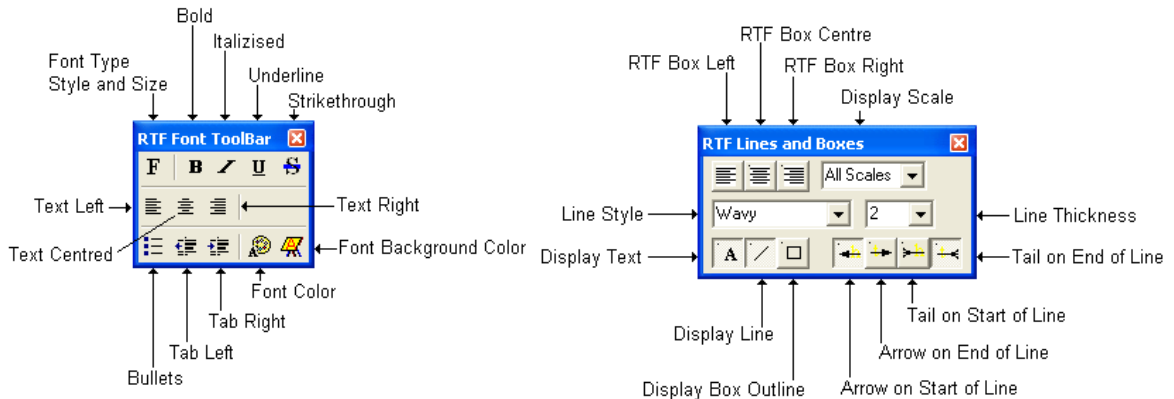 Bold
Italizised
Font Type
Style and Size
Underline
Strikethrough
RTF Font ToolBar
F B I U S
Text Left
Text Right
Text Centred
Font Background Color
A
Font Color
Tab Right
Tab Left
Bullets
RTF Box Centre
RTF Box Left
RTF Box Right
Display Scale
RTF Lines and Boxes
All Scales
Line Style
Wavy
2
Line Thickness
Display Text
A
Tail on End of Line
Tail on Start of Line
Display Line
Arrow on End of Line
Display Box Outline
Arrow on Start of Line